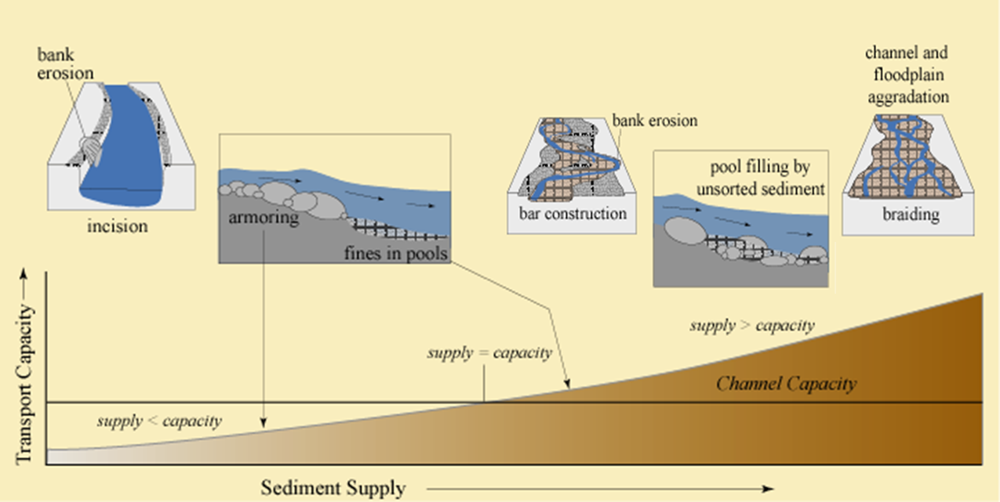 bank
erosion
incision
armoring
fines in pools
bank erosion
bar construction
pool filling by
unsorted sediment
channel and
floodplain
aggradation
braiding
Transport Capacity
supply < capacity
supply = capacity
supply > capacity
Channel Capacity
Sediment Supply